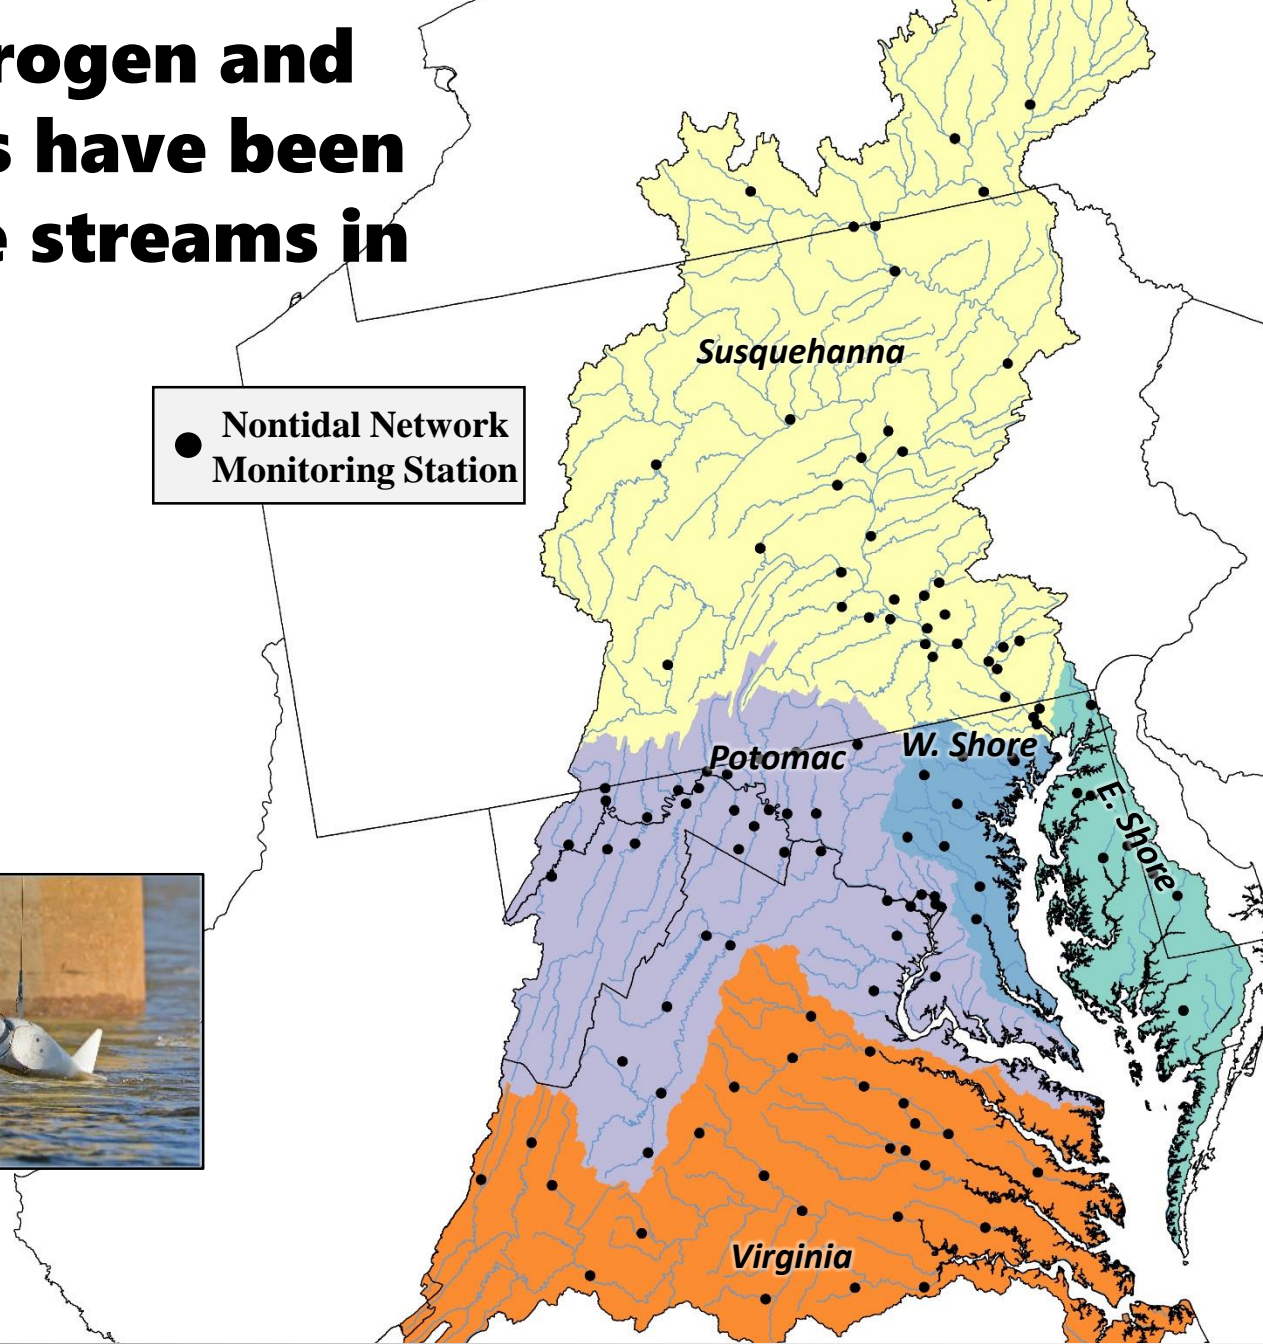 rogen and
s have been
e streams in
Nontidal Network
Monitoring Station
Susquehanna
Potomac
W. Shore
E. Shore
Virginia